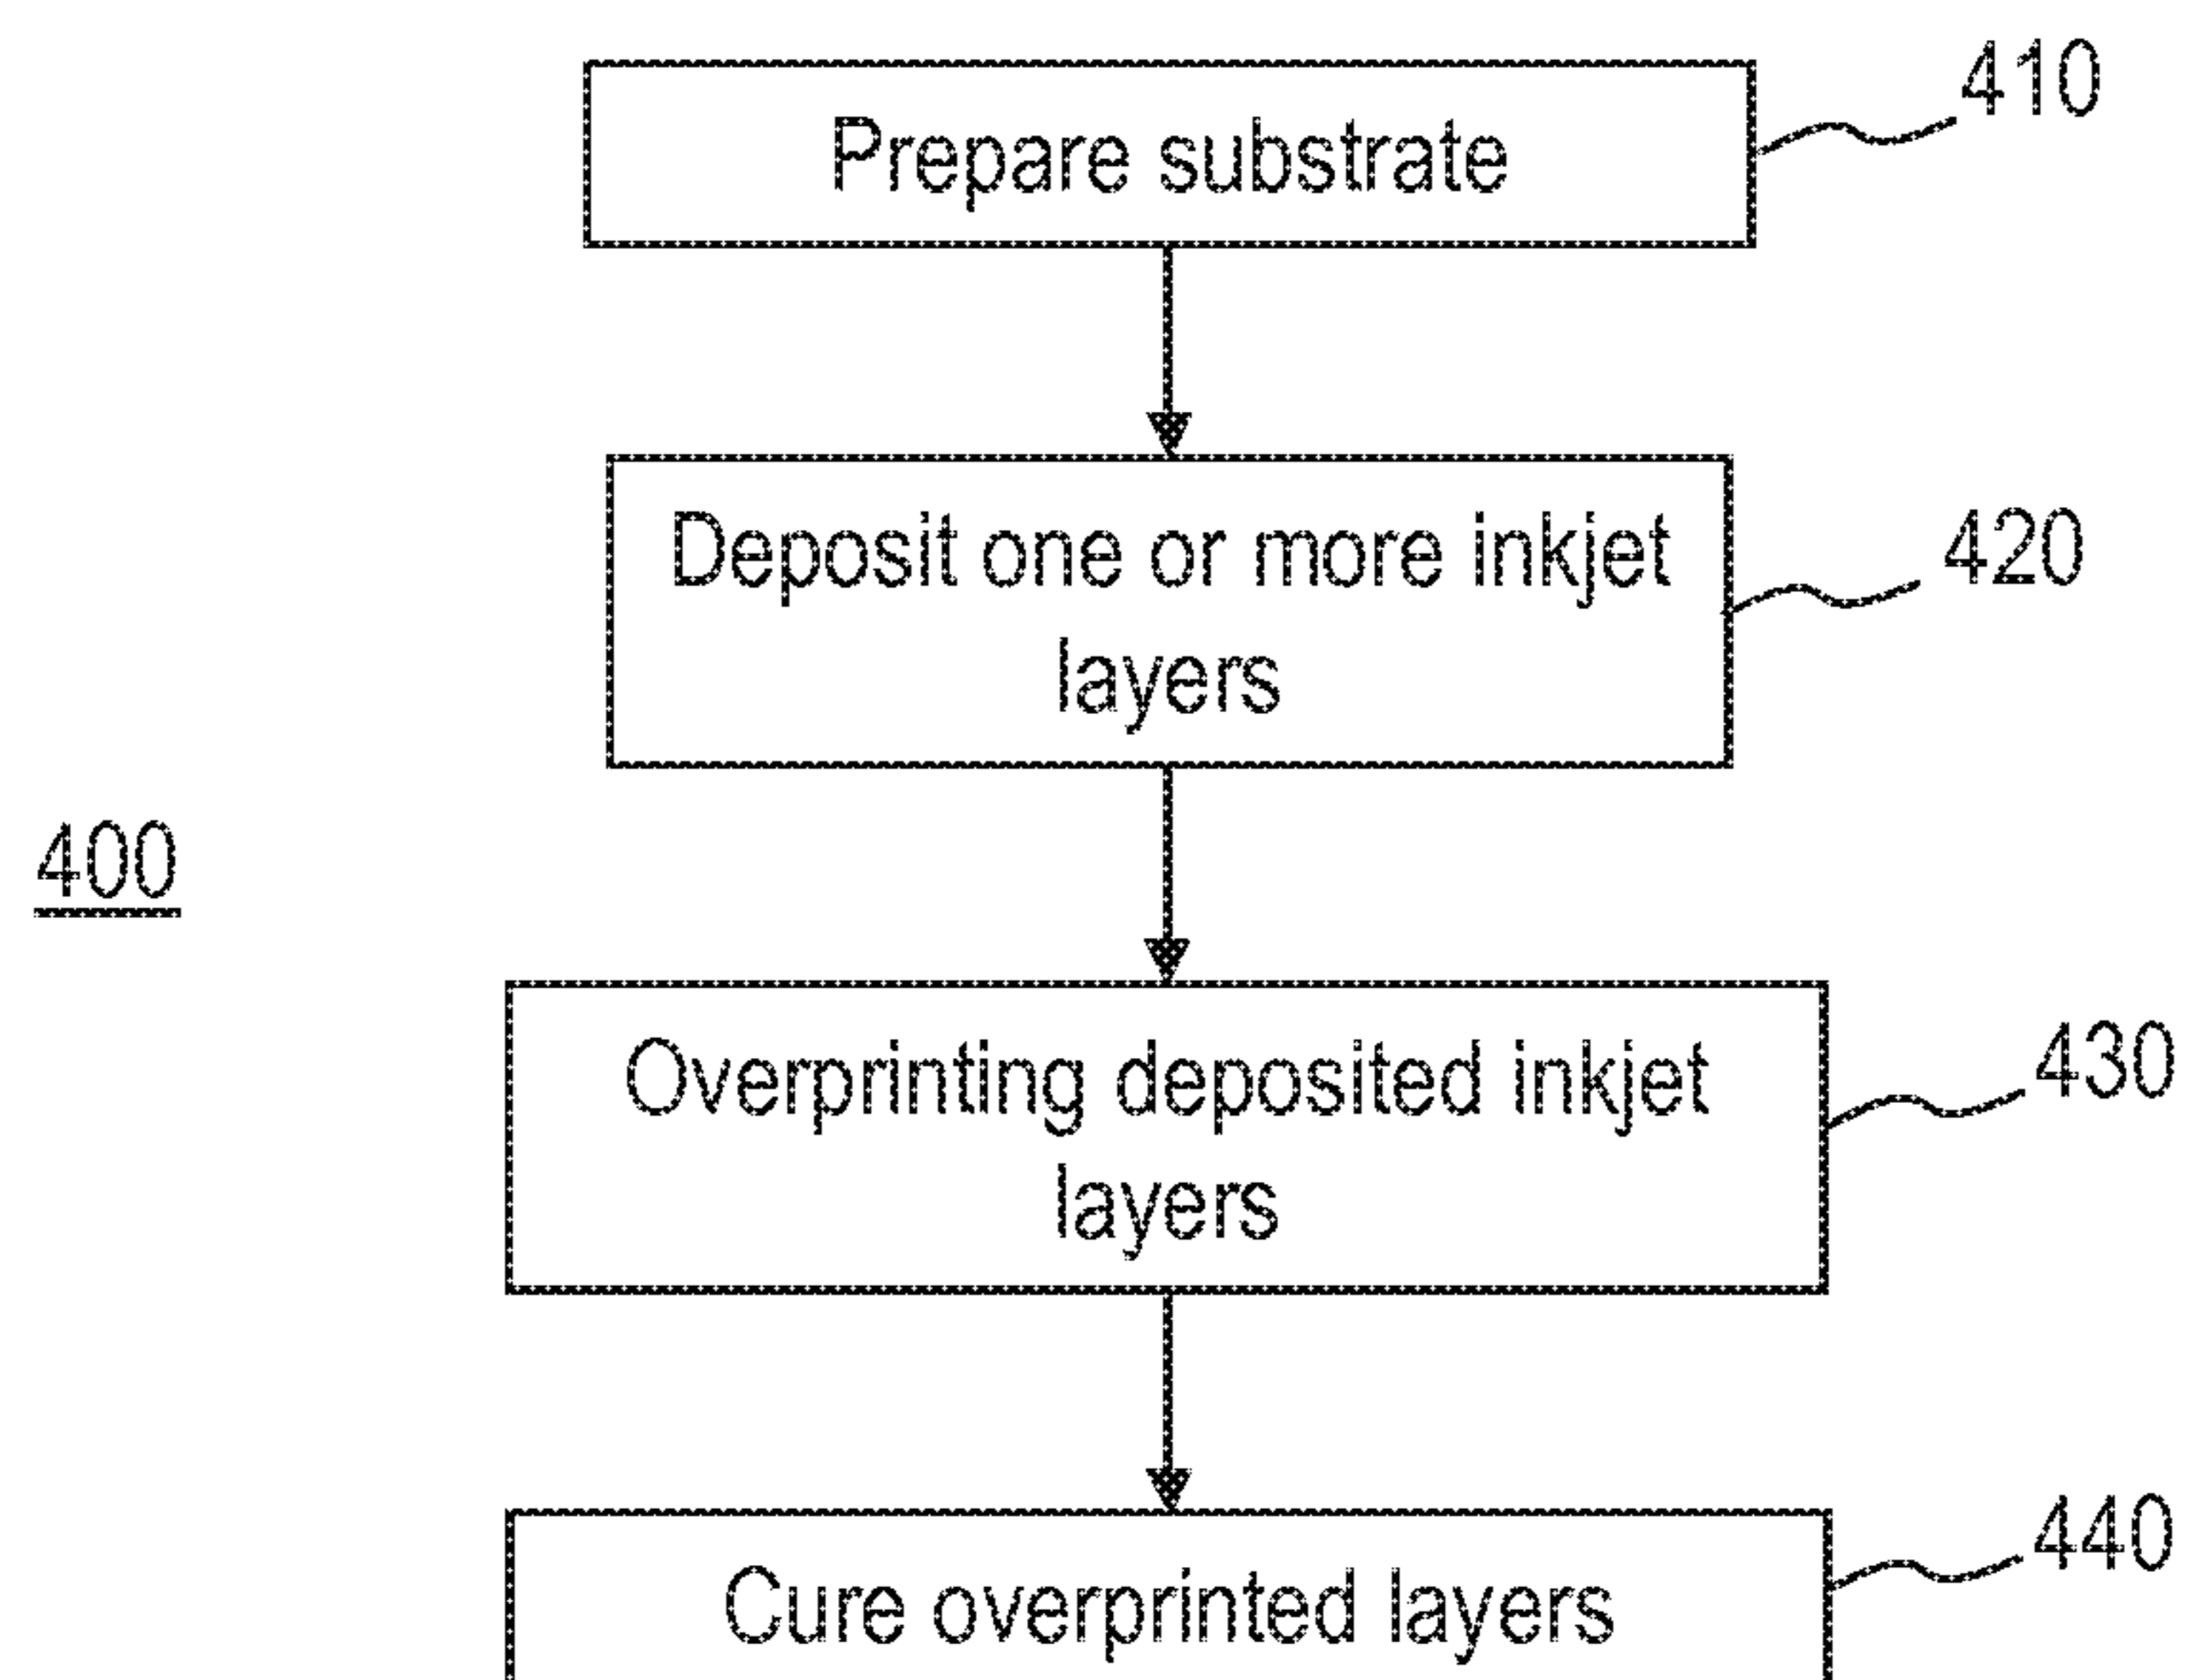 Prepare substrate
410
Deposit one or more inkjet
layers
420
400
Overprinting deposited inkjet
layers
430
Cure overprinted layers
440